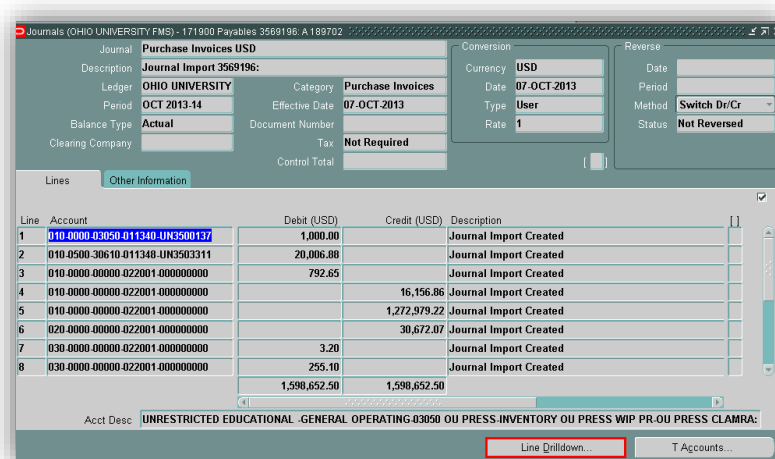 Journals (OHIO UNIVERSITY FMS) - 171900 Payables 3569196: A 189702
Journal Purchase Invoices USD
Description Journal Import 3569196:
Ledger OHIO UNIVERSITY Category Purchase Invoices
Period OCT 2013-14 Effective Date 07-OCT-2013
Balance Type Actual Document Number
Clearing Company Tax Not Required
Control Total
Conversion
Currency USD
Date 07-OCT-2013
Type User
Rate 1
[ ]
Reverse
Date
Period
Method Switch Dr/Cr
Status Not Reversed
Lines Other Information
Line Account Debit (USD) Credit (USD) Description [ ]
1 010-0000-03050-011340-UN3500137 1,000.00 Journal Import Created
2 010-0500-30610-011348-UN3503311 20,006.88 Journal Import Created
3 010-0000-00000-022001-000000000 792.65 Journal Import Created
4 010-0000-00000-022001-000000000 16,156.86 Journal Import Created
5 010-0000-00000-022001-000000000 1,272,979.22 Journal Import Created
6 020-0000-00000-022001-000000000 30,672.07 Journal Import Created
7 030-0000-00000-022001-000000000 3.20 Journal Import Created
8 030-0000-00000-022001-000000000 255.10 Journal Import Created
1,598,652.50 1,598,652.50
Acct Desc UNRESTRICTED EDUCATIONAL -GENERAL OPERATING-03050 OU PRESS-INVENTORY OU PRESS WIP PR-OU PRESS CLAMRA:
Line Drilldown... T Accounts...